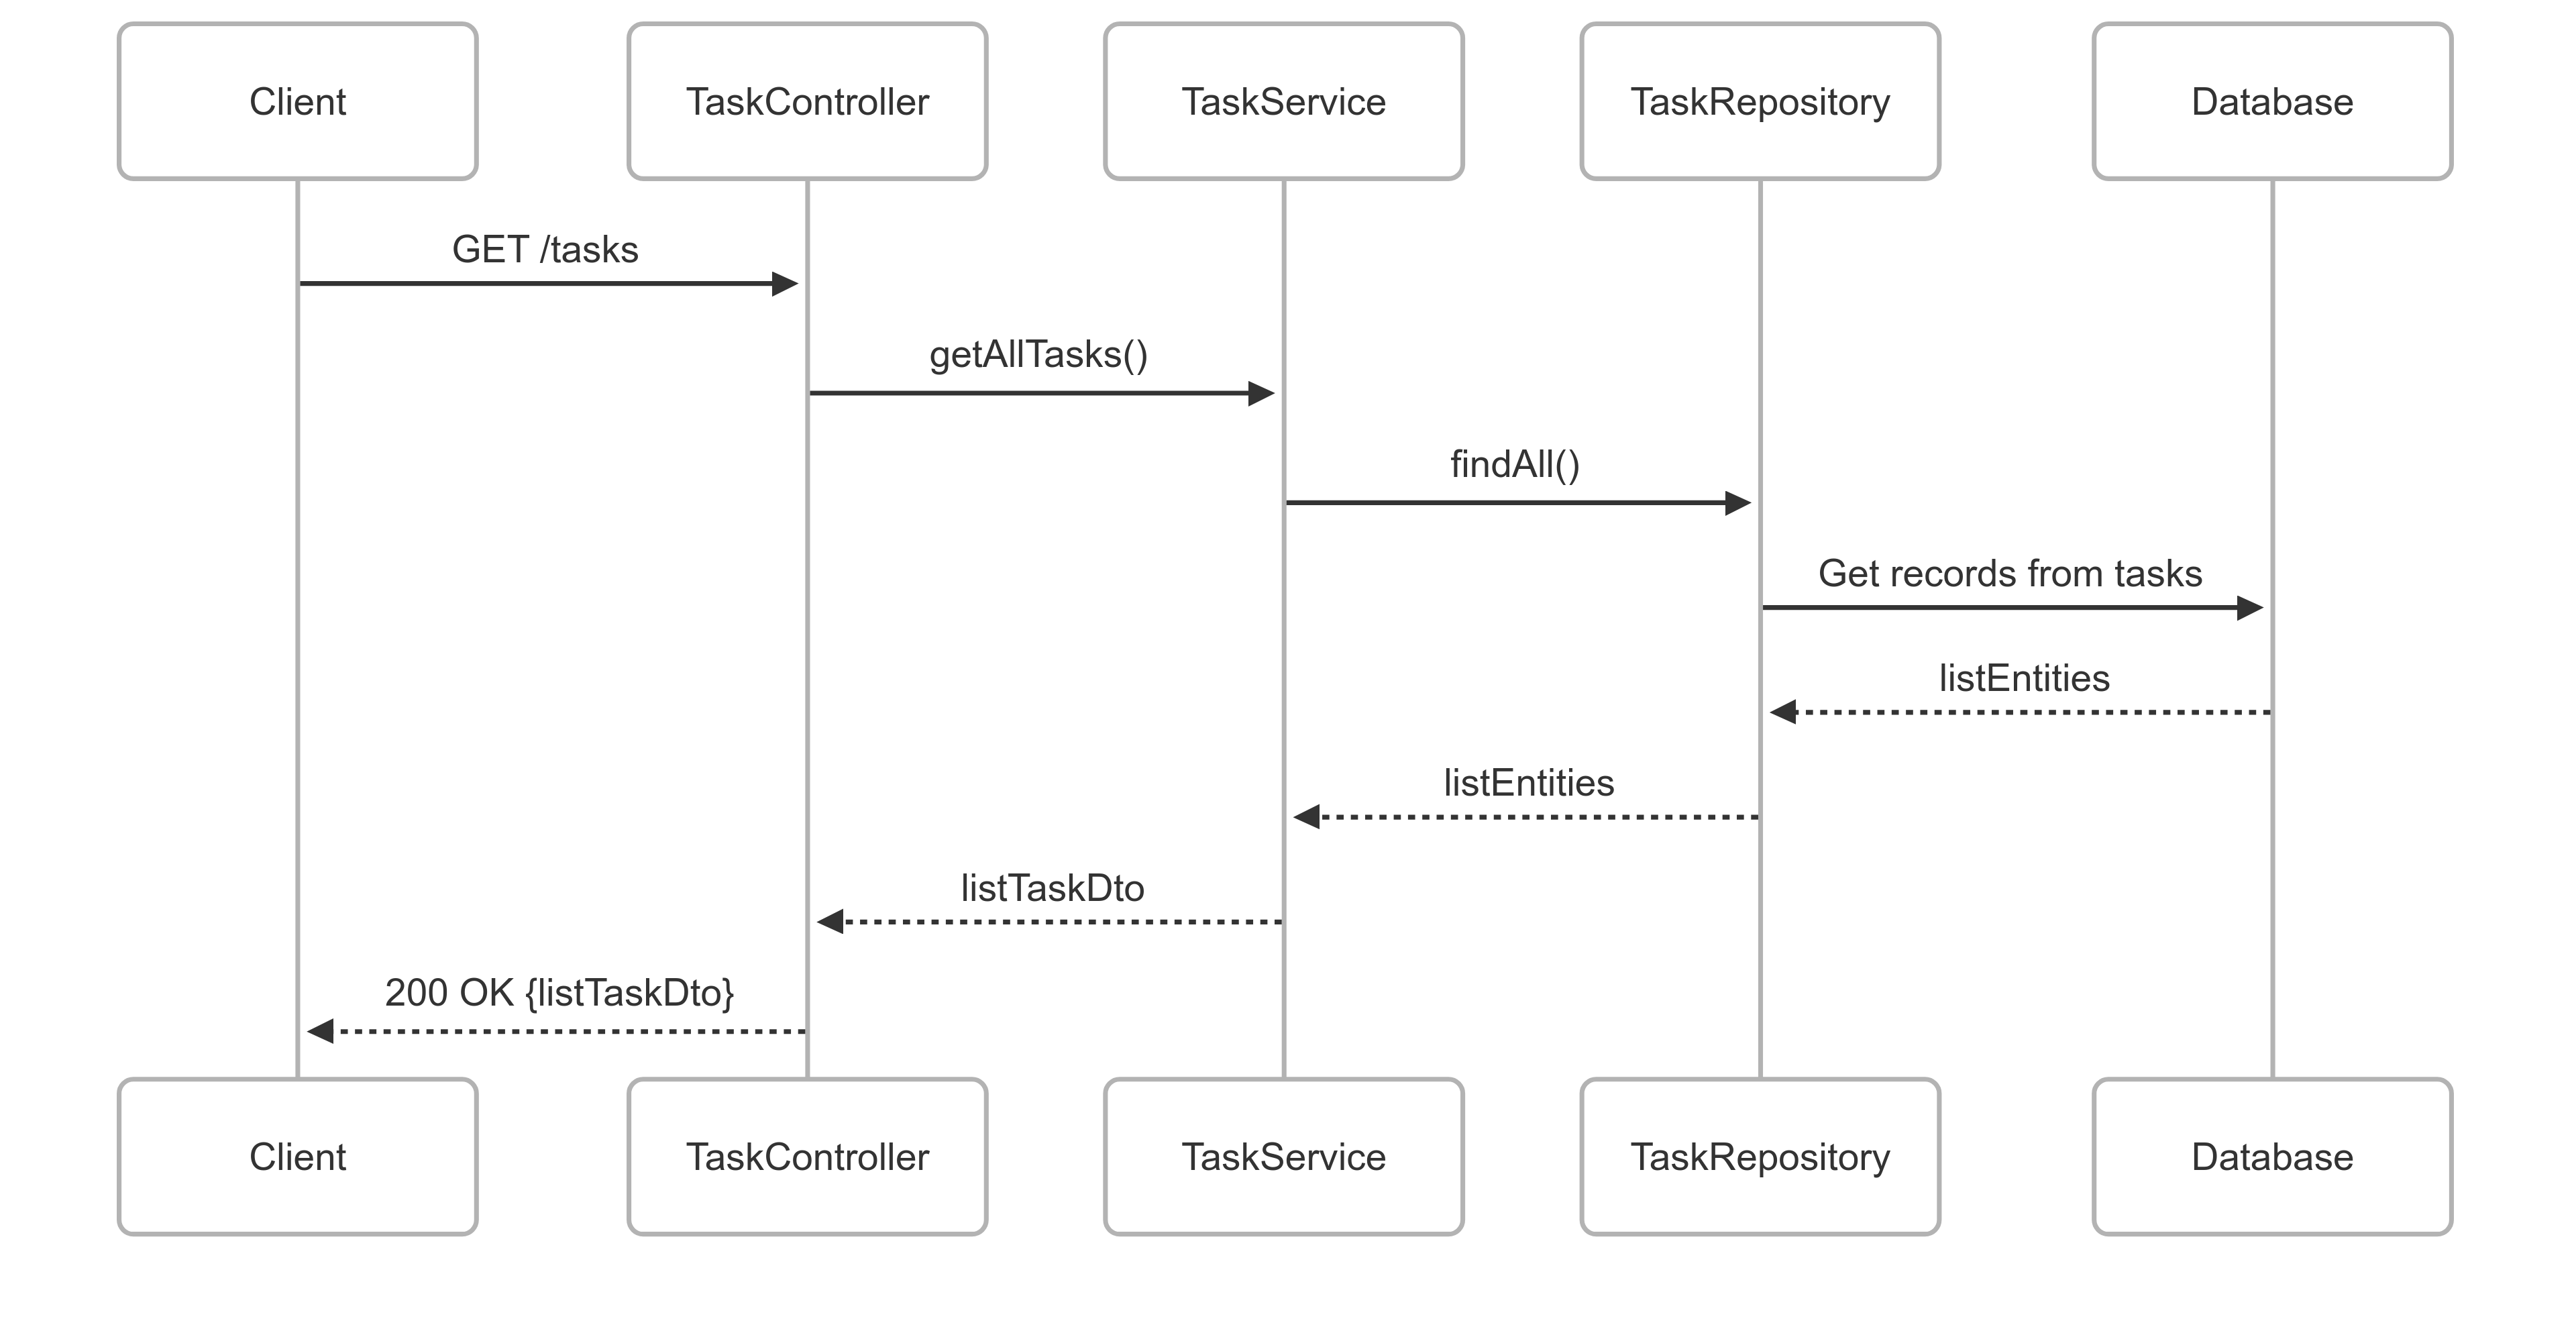 Client
TaskController
TaskService
TaskRepository
Database
GET /tasks
getAllTasks()
findAll()
Get records from tasks
listEntities
listEntities
listTaskDto
200 OK {listTaskDto}
Client
TaskController
TaskService
TaskRepository
Database